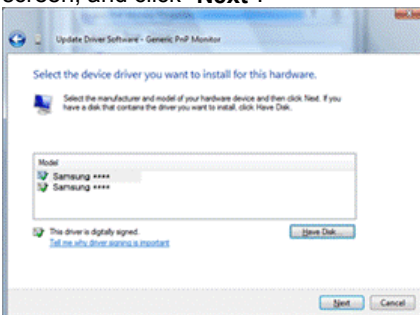 screen, and click "Next".
Update Driver Software - Generic PnP Monitor
Select the device driver you want to install for this hardware.
Select the manufacturer and model of your hardware device and then click Next. If you
have a disk that contains the driver you want to install, click Have Disk.
Model
Samsung ****
Samsung ****
This driver is digitally signed.
Have Disk...
Tell me why driver signing is important
Next
Cancel